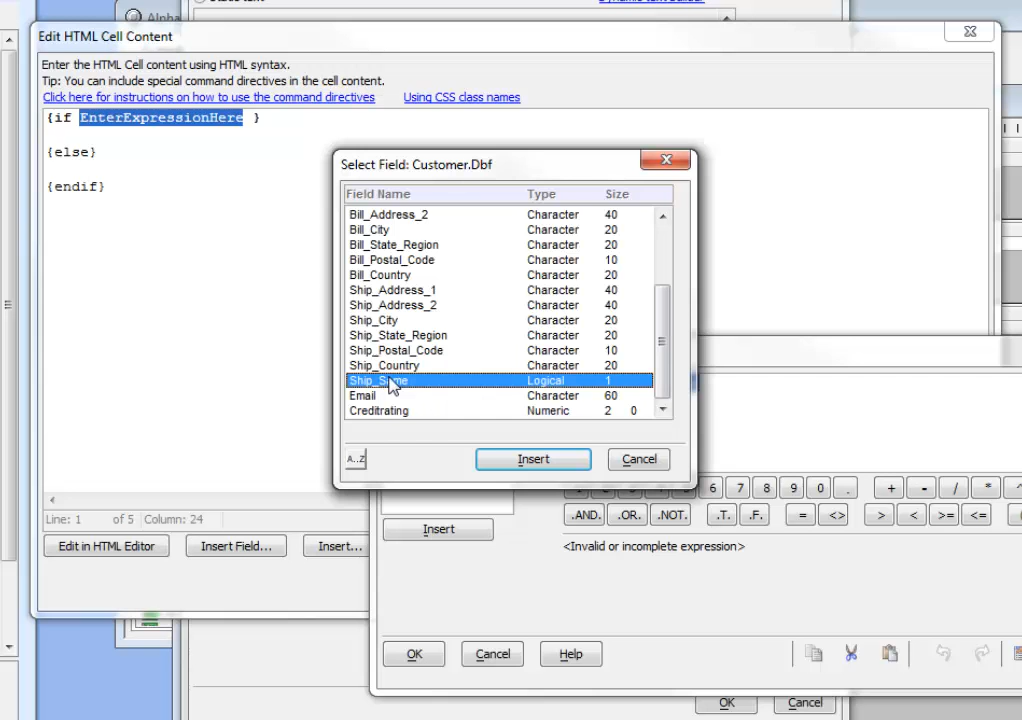 Dynamic text builder
Alpha
Edit HTML Cell Content
Enter the HTML Cell content using HTML syntax.
Tip: You can include special command directives in the cell content.
Click here for instructions on how to use the command directives Using CSS class names
{if EnterExpressionHere }
{else}
{endif}
Select Field: Customer.Dbf
Field Name Type Size
Bill_Address_2 Character 40
Bill_City Character 20
Bill_State_Region Character 20
Bill_Postal_Code Character 10
Bill_Country Character 20
Ship_Address_1 Character 40
Ship_Address_2 Character 40
Ship_City Character 20
Ship_State_Region Character 20
Ship_Postal_Code Character 10
Ship_Country Character 20
Ship_Same Logical 1
Email Character 60
Creditrating Numeric 2 0
A..Z Insert Cancel
6 7 8 9 0 . + - / * ^
.AND. .OR. .NOT. .T. .F. = <> > < >= <=
Line: 1 of 5 Column: 24
Insert
Edit in HTML Editor Insert Field... Insert...
<Invalid or incomplete expression>
OK Cancel Help
OK Cancel